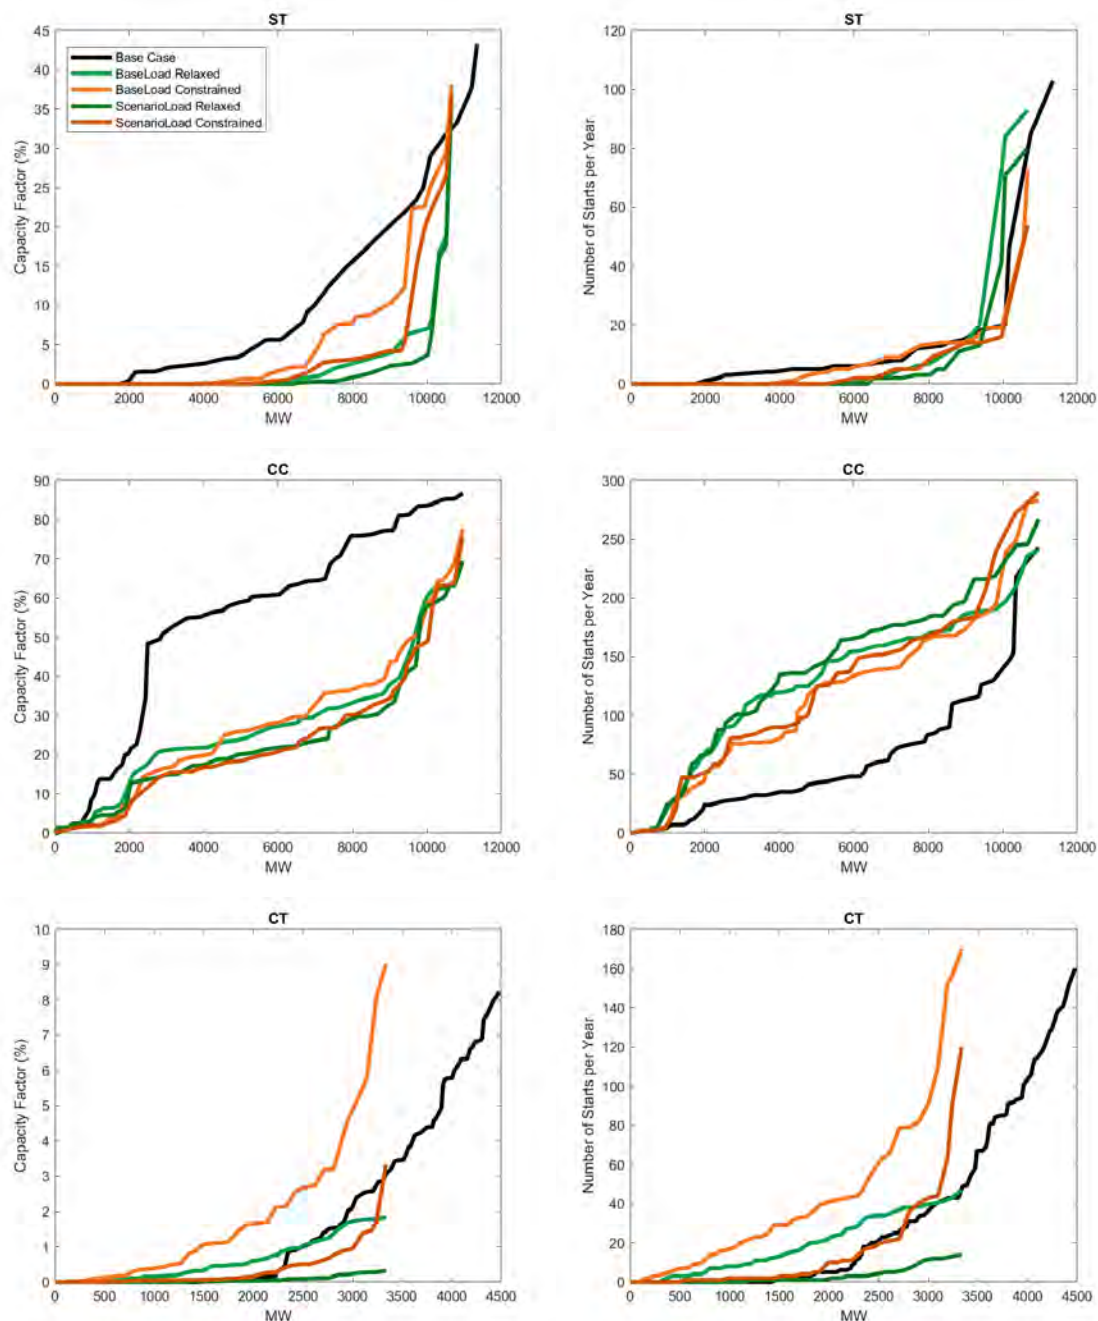 ST
45
40
35
30
25
20
15
10
5
0
Capacity Factor (%)
Base Case
BaseLoad Relaxed
BaseLoad Constrained
ScenarioLoad Relaxed
ScenarioLoad Constrained
0 2000 4000 6000 8000 10000 12000
MW
ST
120
100
80
60
40
20
0
Number of Starts per Year
0 2000 4000 6000 8000 10000 12000
MW
CC
90
80
70
60
50
40
30
20
10
0
Capacity Factor (%)
0 2000 4000 6000 8000 10000 12000
MW
CC
300
250
200
150
100
50
0
Number of Starts per Year
0 2000 4000 6000 8000 10000 12000
MW
CT
10
9
8
7
6
5
4
3
2
1
0
Capacity Factor (%)
0 500 1000 1500 2000 2500 3000 3500 4000 4500
MW
CT
180
160
140
120
100
80
60
40
20
0
Number of Starts per Year
0 500 1000 1500 2000 2500 3000 3500 4000 4500
MW